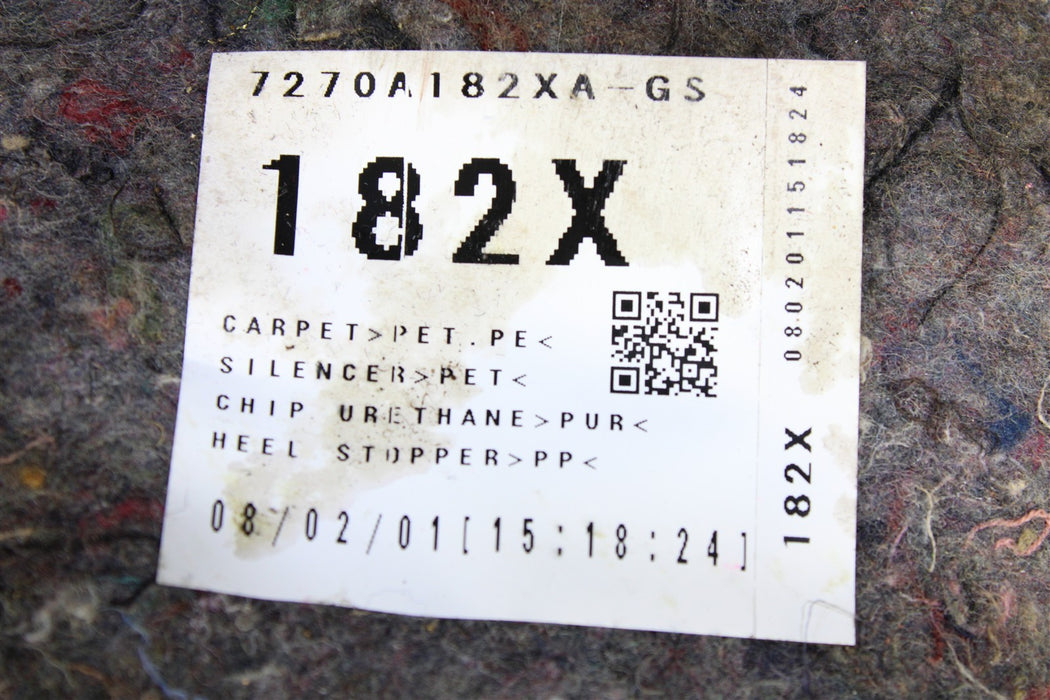 7270A182XA-GS
182X
CARPET>PET.PE<
SILENCER>PET<
CHIP URETHANE>PUR<
HEEL STOPPER>PP<
08/02/01[15:18:24]
182X 080201151824